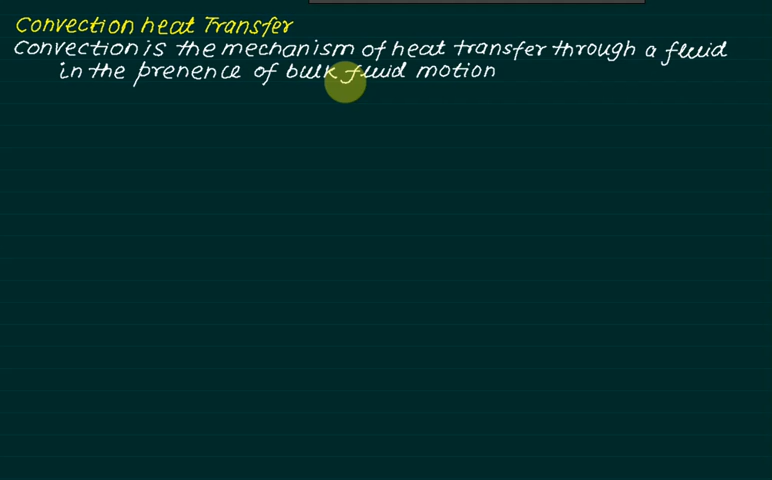 Convection heat Transfer
Convection is the mechanism of heat transfer through a fluid
in the prenence of bulk fluid motion